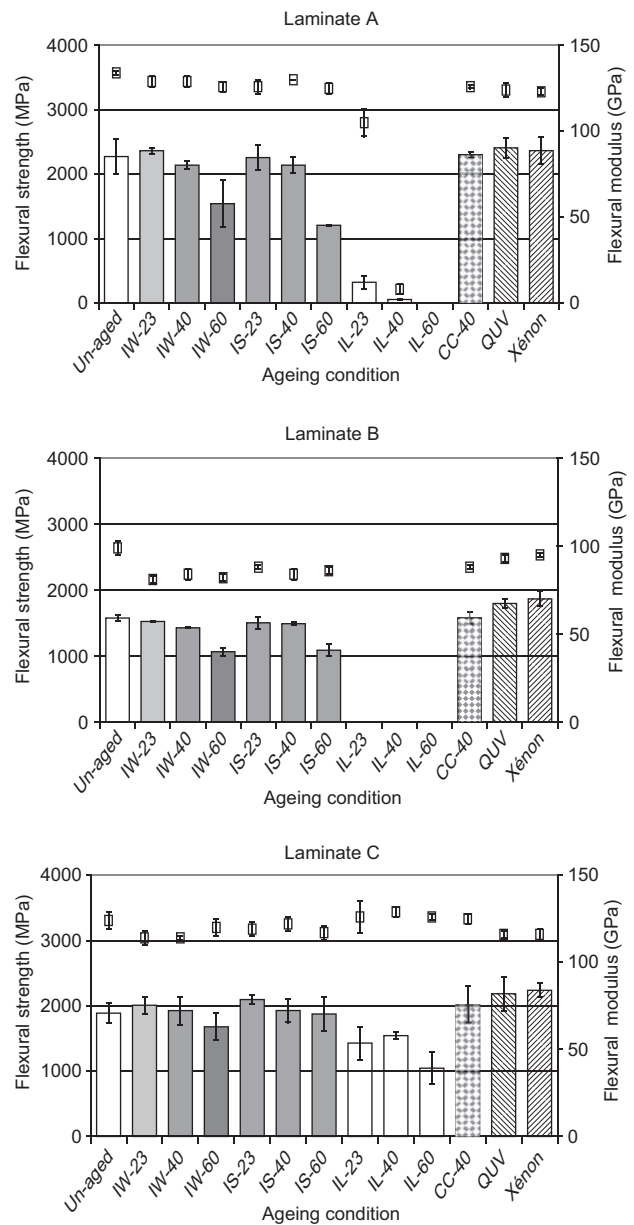 Laminate A
4000
3000
2000
1000
0
Flexural strength (MPa)
150
100
50
0
Flexural modulus (GPa)
Un-aged
IW-23
IW-40
IW-60
IS-23
IS-40
IS-60
IL-23
IL-40
IL-60
CC-40
QUV
Xénon
Ageing condition
Laminate B
4000
3000
2000
1000
0
Flexural strength (MPa)
150
100
50
0
Flexural modulus (GPa)
Un-aged
IW-23
IW-40
IW-60
IS-23
IS-40
IS-60
IL-23
IL-40
IL-60
CC-40
QUV
Xénon
Ageing condition
Laminate C
4000
3000
2000
1000
0
Flexural strength (MPa)
150
100
50
0
Flexural modulus (GPa)
Un-aged
IW-23
IW-40
IW-60
IS-23
IS-40
IS-60
IL-23
IL-40
IL-60
CC-40
QUV
Xénon
Ageing condition